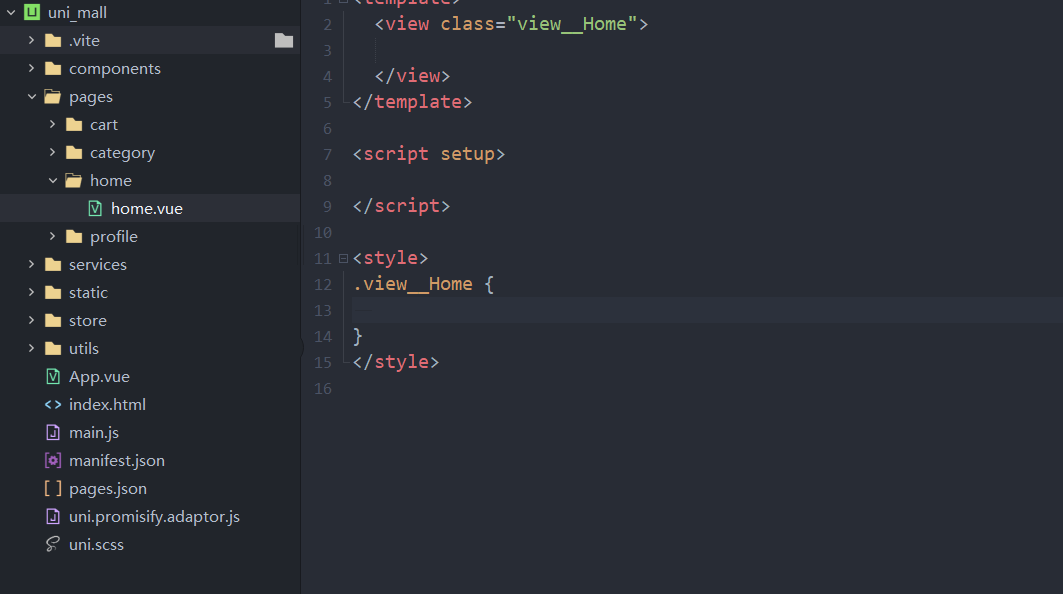 uni_mall
.vite
components
pages
cart
category
home
home.vue
profile
services
static
store
utils
App.vue
index.html
main.js
manifest.json
pages.json
uni.promisify.adaptor.js
uni.scss
1 <template>
2 <view class="view__Home">
3
4 </view>
5 </template>
6
7 <script setup>
8
9 </script>
10
11 <style>
12 .view__Home {
13
14 }
15 </style>
16